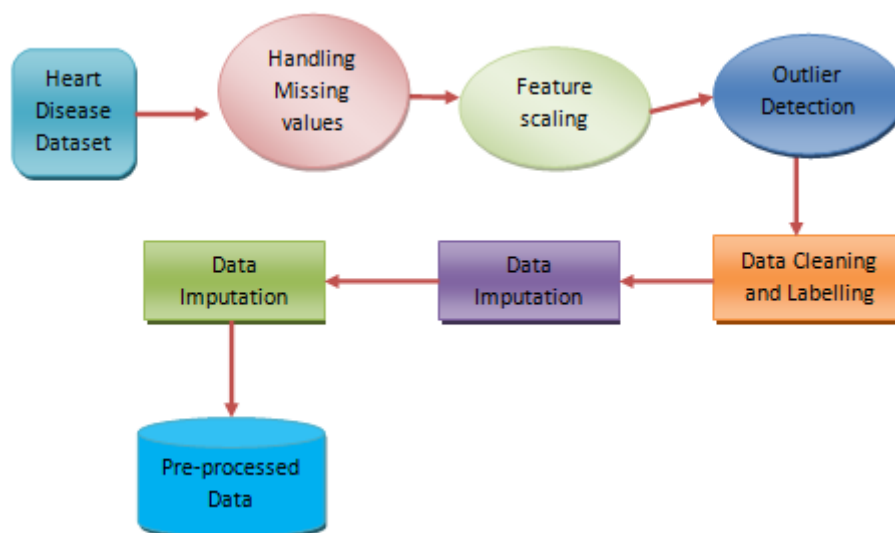 Heart
Disease
Dataset
Handling
Missing
values
Feature
scaling
Outlier
Detection
Data Cleaning
and Labelling
Data
Imputation
Data
Imputation
Pre-processed
Data